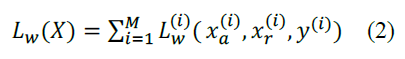 L_w(X) = ∑_{i=1}^{M} L_w^{(i)}( x_a^{(i)}, x_r^{(i)}, y^{(i)}) (2)